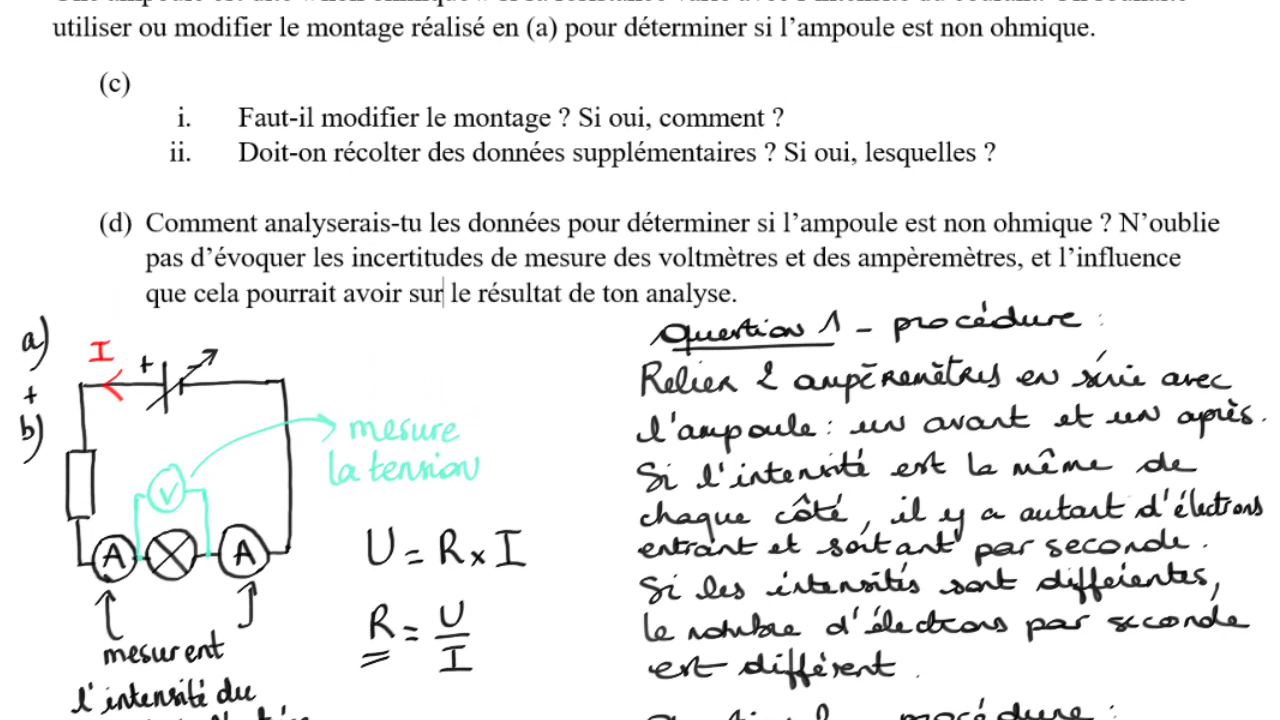 utiliser ou modifier le montage réalisé en (a) pour déterminer si l'ampoule est non ohmique.
(c)
i. Faut-il modifier le montage ? Si oui, comment ?
ii. Doit-on récolter des données supplémentaires ? Si oui, lesquelles ?
(d) Comment analyserais-tu les données pour déterminer si l'ampoule est non ohmique ? N'oublie
pas d'évoquer les incertitudes de mesure des voltmètres et des ampèremètres, et l'influence
que cela pourrait avoir sur le résultat de ton analyse.
a)
+
b)
I
+
mesure
la tension
V
A
A
U = R x I
R = U
I
mesurent
l'intensité du
Question 1 - procédure :
Relier 2 ampèremètres en série avec
l'ampoule : un avant et un après.
Si l'intensité est la même de
chaque côté, il y a autant d'électrons
entrant et sortant par seconde.
Si les intensités sont différentes,
le nombre d'électrons par seconde
est différent.
procédure :